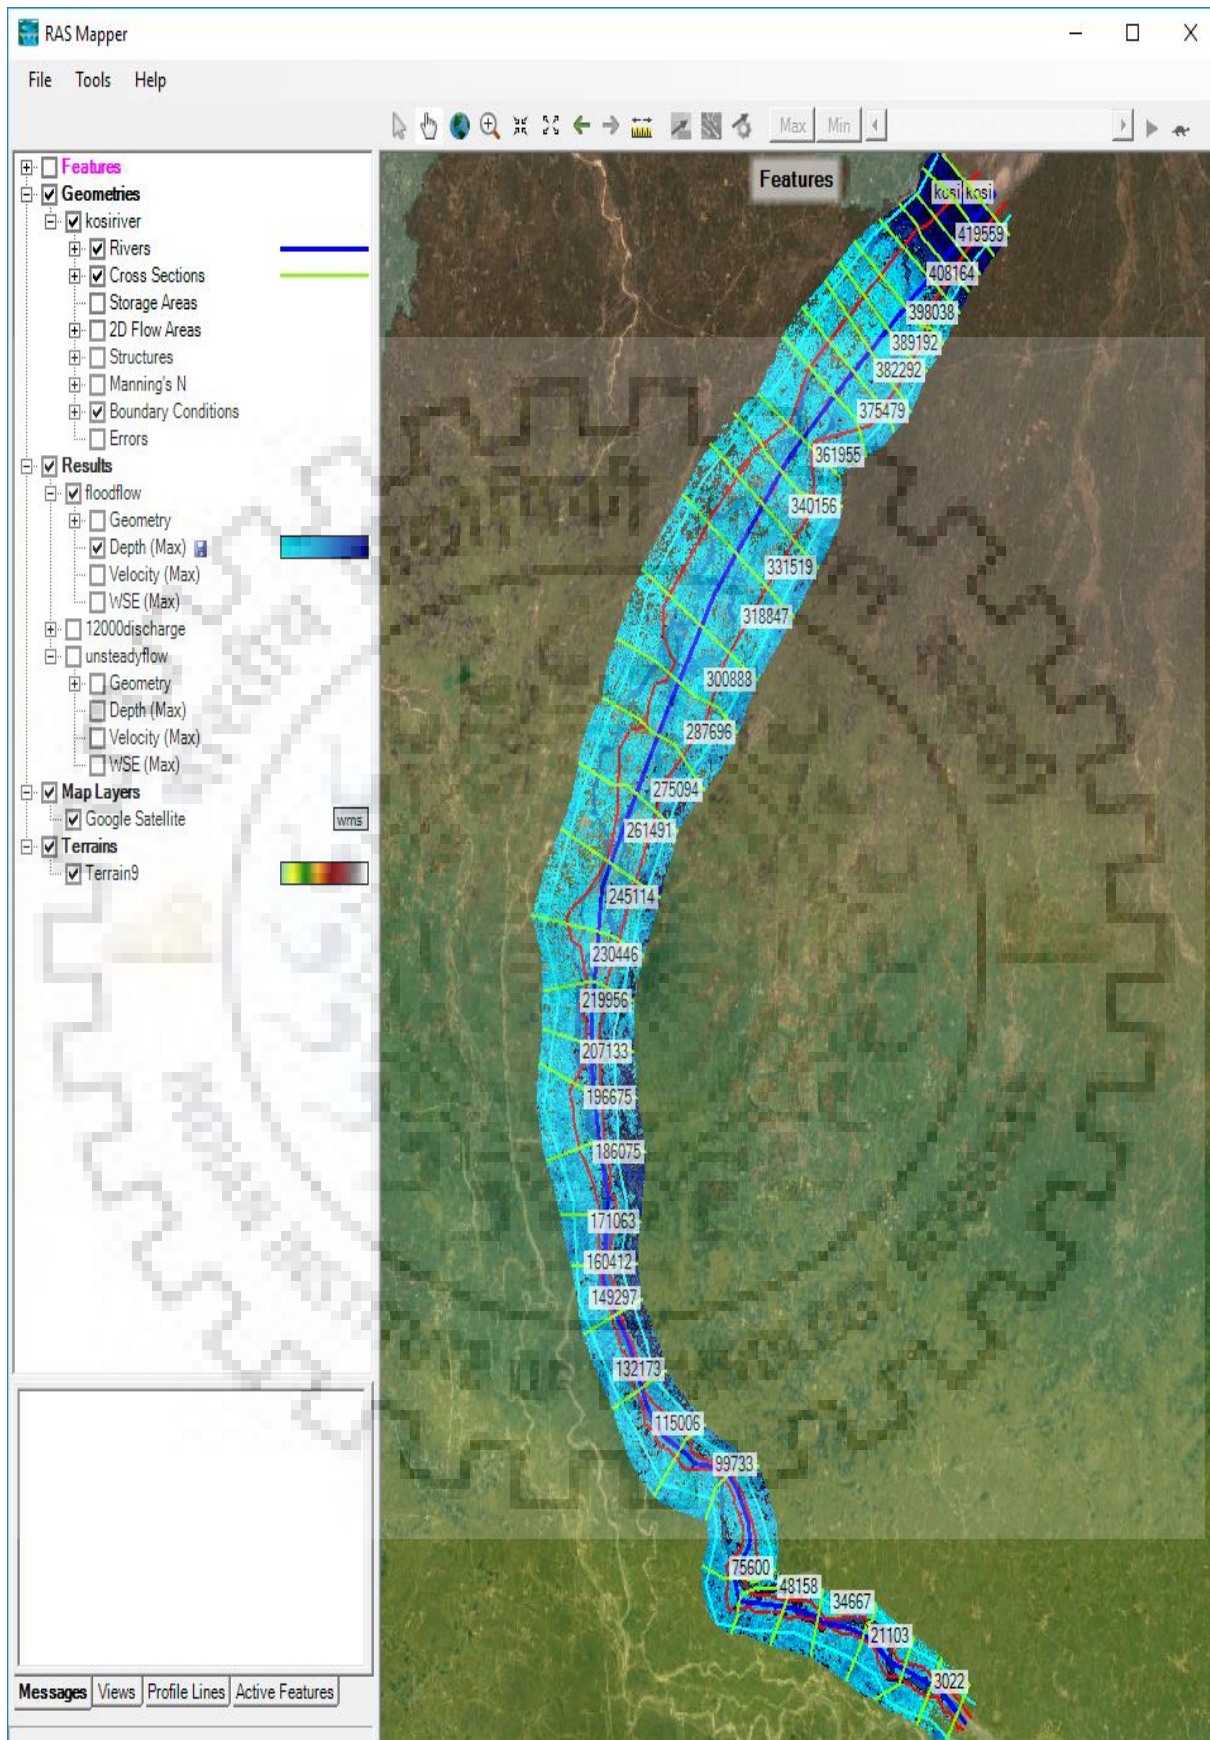 RAS Mapper
File Tools Help
Max Min
Features
Geometries
kosiriver
Rivers
Cross Sections
Storage Areas
2D Flow Areas
Structures
Manning's N
Boundary Conditions
Errors
Results
floodflow
Geometry
Depth (Max)
Velocity (Max)
WSE (Max)
12000discharge
unsteadyflow
Geometry
Depth (Max)
Velocity (Max)
WSE (Max)
Map Layers
Google Satellite wms
Terrains
Terrain9
Messages Views Profile Lines Active Features
Features
kosi kosi
419559
408164
398038
389192
382292
375479
361955
340156
331519
318847
300888
287696
275094
261491
245114
230446
219956
207133
196675
186075
171063
160412
149297
132173
115006
99733
75600
48158
34667
21103
3022